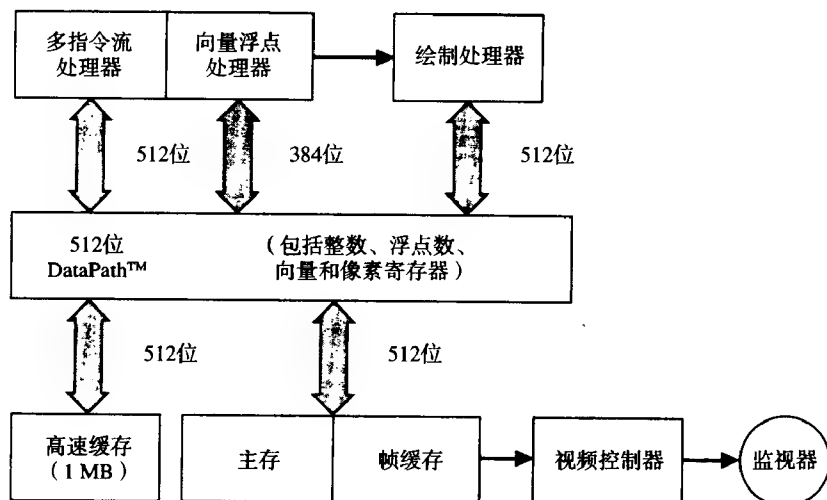 多指令流
处理器
向量浮点
处理器
绘制处理器
512位
384位
512位
512位
DataPath™
（包括整数、浮点数、
向量和像素寄存器）
512位
512位
高速缓存
（1 MB）
主存
帧缓存
视频控制器
监视器